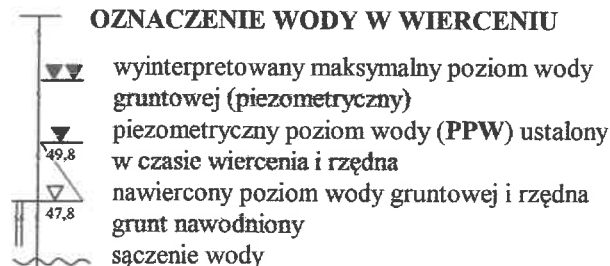 OZNACZENIE WODY W WIERCENIU
wyinterpretowany maksymalny poziom wody
gruntowej (piezometryczny)
piezometryczny poziom wody (PPW) ustalony
49,8
w czasie wiercenia i rzędna
nawiercony poziom wody gruntowej i rzędna
47,8
grunt nawodniony
sączenie wody